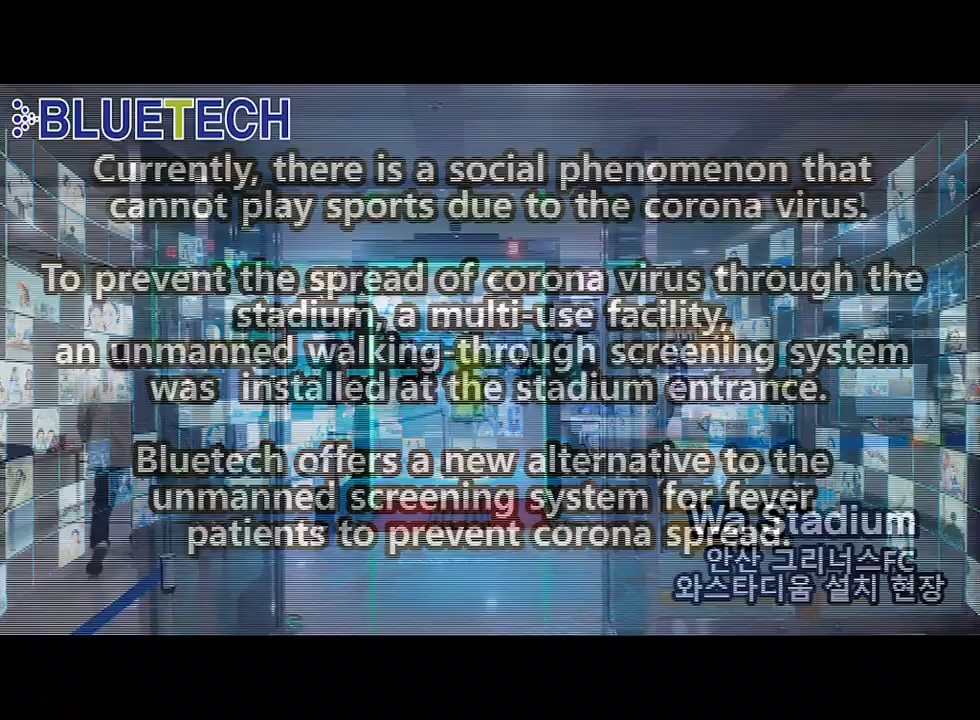 BLUETECH
Currently, there is a social phenomenon that
cannot play sports due to the corona virus.
To prevent the spread of corona virus through the
stadium, a multi-use facility,
an unmanned walking-through screening system
was installed at the stadium entrance.
Bluetech offers a new alternative to the
unmanned screening system for fever
patients to prevent corona spread.
Wa Stadium
안산 그리너스FC
와스타디움 설치 현장